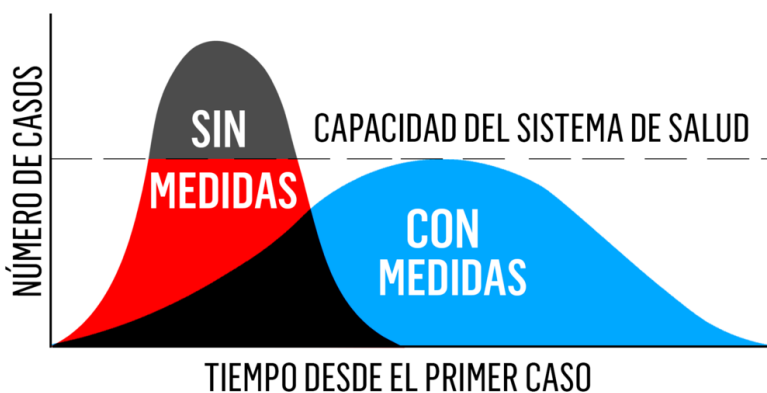 NÚMERO DE CASOS
SIN
MEDIDAS
CAPACIDAD DEL SISTEMA DE SALUD
CON
MEDIDAS
TIEMPO DESDE EL PRIMER CASO